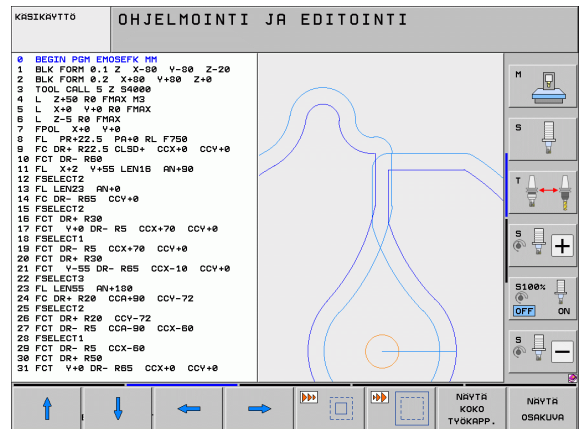 KÄSIKÄYTTÖ
OHJELMOINTI JA EDITOINTI
0 BEGIN PGM EMOSEFK MM
1 BLK FORM 0.1 Z X-80 Y-80 Z-20
2 BLK FORM 0.2 X+80 Y+80 Z+0
3 TOOL CALL 5 Z S4000
4 L Z+50 R0 FMAX M3
5 L X+0 Y+0 R0 FMAX
6 L Z-5 R0 FMAX
7 FPOL X+0 Y+0
8 FL PR+22.5 PA+0 RL F750
9 FC DR+ R22.5 CLSD+ CCX+0 CCY+0
10 FCT DR- R60
11 FL X+2 Y+55 LEN16 AN+90
12 FSELECT2
13 FL LEN23 AN+0
14 FC DR- R65 CCY+0
15 FSELECT2
16 FCT DR+ R30
17 FCT Y+0 DR- R5 CCX+70 CCY+0
18 FSELECT1
19 FCT DR- R5 CCX+70 CCY+0
20 FCT DR+ R30
21 FCT Y-55 DR- R65 CCX-10 CCY+0
22 FSELECT3
23 FL LEN55 AN+180
24 FC DR+ R20 CCA+90 CCY-72
25 FSELECT2
26 FCT DR+ R20 CCY-72
27 FCT DR- R5 CCA-90 CCX-60
28 FSELECT1
29 FCT DR- R5 CCX-60
30 FCT DR+ R50
31 FCT Y+0 DR- R65 CCX+0 CCY+0
M
S
T
S
S100%
OFF ON
S
NÄYTÄ
KOKO
TYÖKAPP.
NÄYTÄ
OSAKUVA